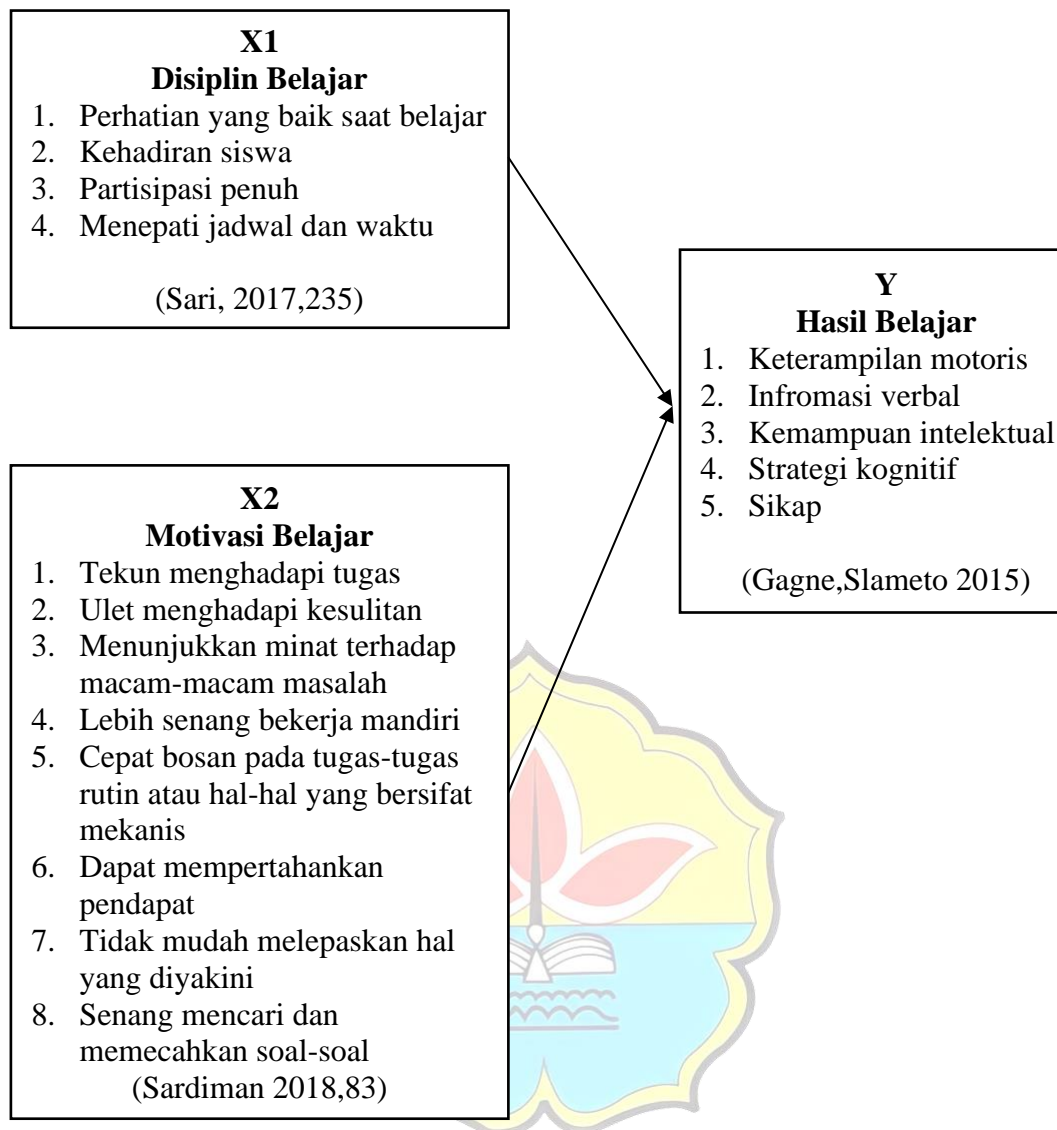 X1
Disiplin Belajar
1. Perhatian yang baik saat belajar
2. Kehadiran siswa
3. Partisipasi penuh
4. Menepati jadwal dan waktu
(Sari, 2017,235)
X2
Motivasi Belajar
1. Tekun menghadapi tugas
2. Ulet menghadapi kesulitan
3. Menunjukkan minat terhadap
macam-macam masalah
4. Lebih senang bekerja mandiri
5. Cepat bosan pada tugas-tugas
rutin atau hal-hal yang bersifat
mekanis
6. Dapat mempertahankan
pendapat
7. Tidak mudah melepaskan hal
yang diyakini
8. Senang mencari dan
memecahkan soal-soal
(Sardiman 2018,83)
Y
Hasil Belajar
1. Keterampilan motoris
2. Infromasi verbal
3. Kemampuan intelektual
4. Strategi kognitif
5. Sikap
(Gagne,Slameto 2015)